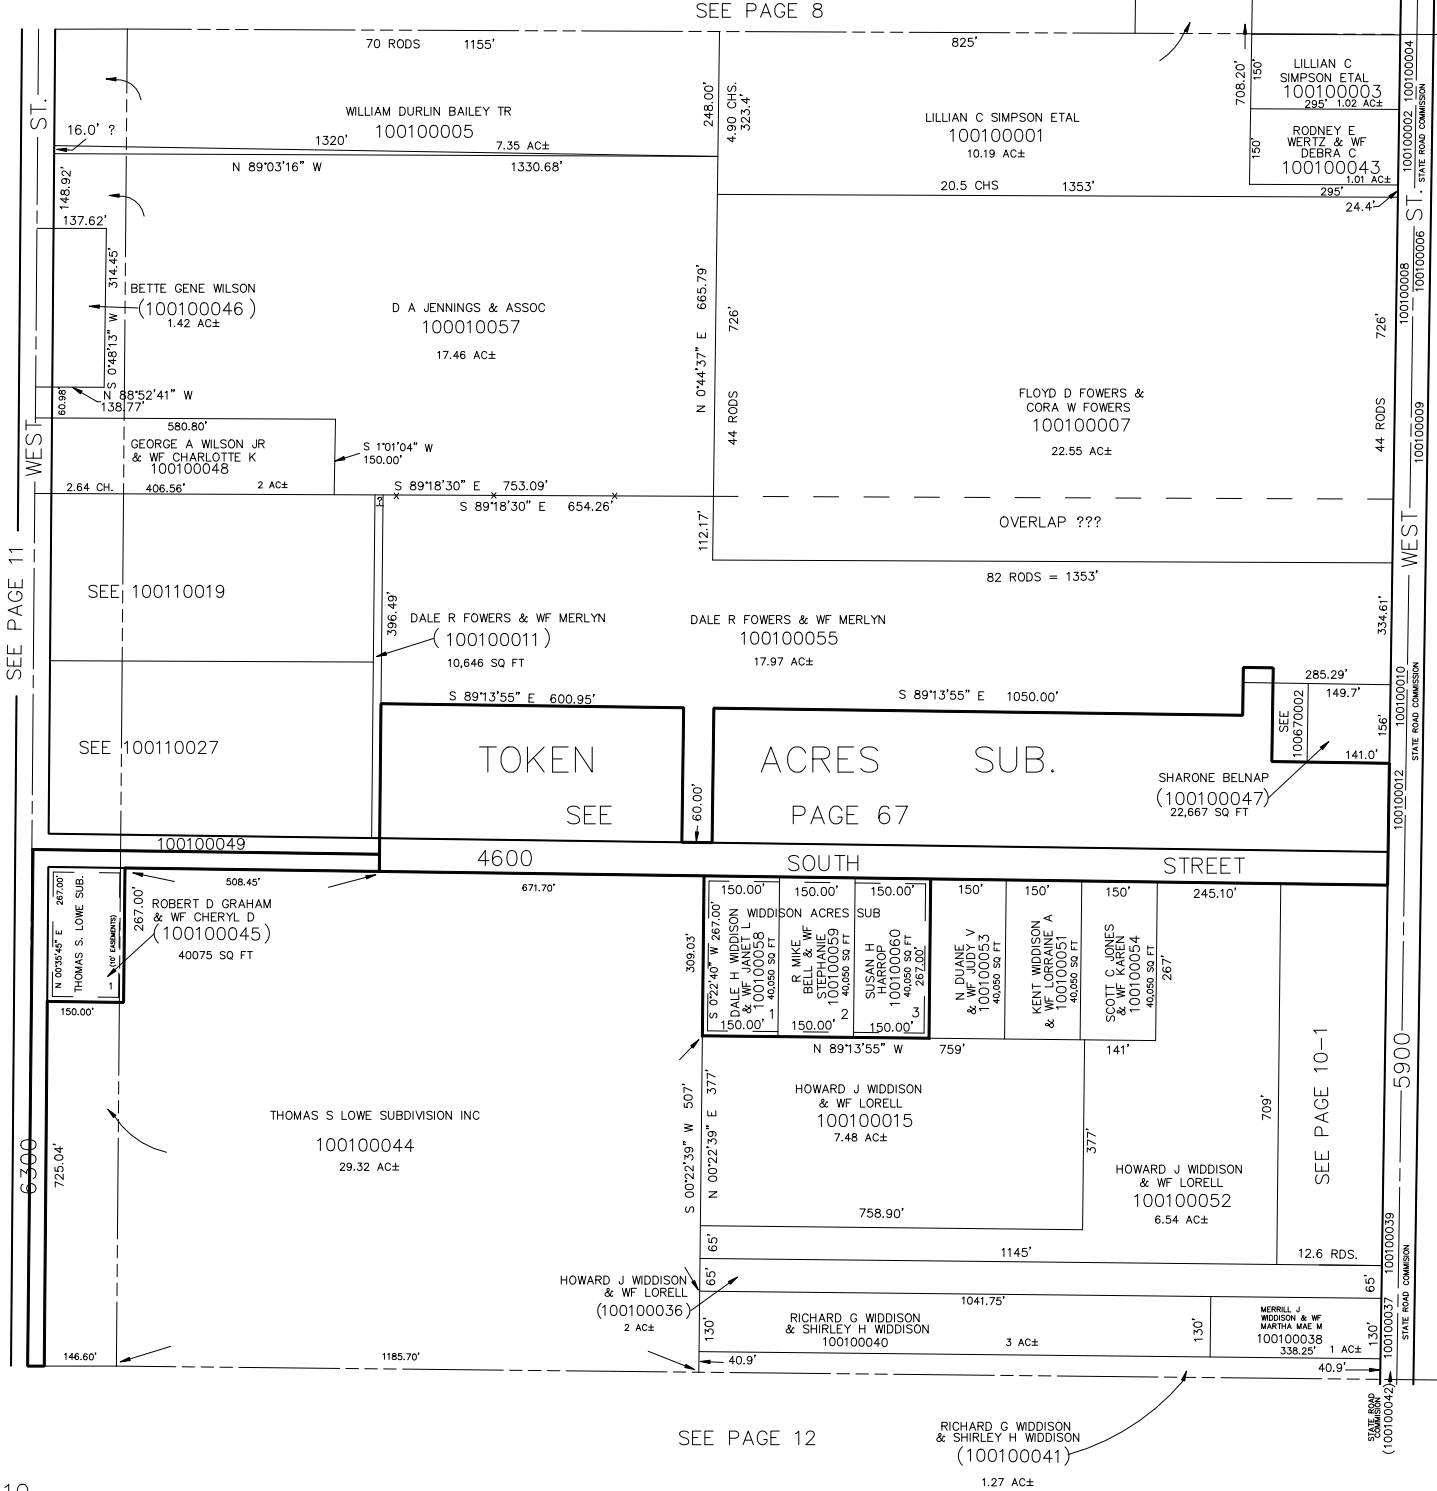 SEE PAGE 8
70 RODS 1155'
825'
WILLIAM DURLIN BAILEY TR
100100005
7.35 AC±
16.0' ?
1320'
N 89°03'16" W 1330.68'
248.00'
4.90 CHS.
323.4'
LILLIAN C SIMPSON ETAL
100100001
10.19 AC±
20.5 CHS 1353'
708.20'
150'
LILLIAN C
SIMPSON ETAL
100100003
295' 1.02 AC±
150'
RODNEY E
WERTZ & WF
DEBRA C
100100043
1.01 AC±
295'
24.4'
100100004
STATE ROAD COMMISSION
100100002
WEST ST.
148.92'
137.62'
314.45'
S 0°48'13" W
BETTE GENE WILSON
(100100046 )
1.42 AC±
N 88°52'41" W
138.77'
60.98'
D A JENNINGS & ASSOC
100010057
17.46 AC±
N 0°44'37" E 665.79'
44 RODS 726'
FLOYD D FOWERS &
CORA W FOWERS
100100007
22.55 AC±
44 RODS 726'
ST.
100100006
100100008
100100009
580.80'
GEORGE A WILSON JR
& WF CHARLOTTE K
100100048
2.64 CH. 406.56' 2 AC±
S 1°01'04" W
150.00'
S 89°18'30" E 753.09'
S 89°18'30" E 654.26'
?
112.17'
OVERLAP ???
82 RODS = 1353'
WEST
SEE PAGE 11
SEE 100110019
396.49'
DALE R FOWERS & WF MERLYN
( 100100011 )
10,646 SQ FT
DALE R FOWERS & WF MERLYN
100100055
17.97 AC±
334.61'
S 89°13'55" E 600.95'
S 89°13'55" E 1050.00'
285.29'
SEE
100670002
149.7'
156'
141.0'
100100010
STATE ROAD COMMISSION
SEE 100110027
TOKEN ACRES SUB.
SEE PAGE 67
60.00'
SHARONE BELNAP
(100100047)
22,667 SQ FT
100100012
100100049
4600 SOUTH STREET
267.00'
N 00°35'45" E
THOMAS S. LOWE SUB.
(10' EASEMENTS)
1
150.00'
267.00'
508.45'
ROBERT D GRAHAM
& WF CHERYL D
(100100045)
40075 SQ FT
671.70'
309.03'
150.00' 150.00' 150.00'
WIDDISON ACRES SUB
S 0°22'40" W 267.00'
DALE H WIDDISON
& WF JANET L
100100058
40,050 SQ FT
1
R MIKE
BELL & WF
STEPHANIE
100100059
40,050 SQ FT
2
SUSAN H
HARROP
100100060
40,050 SQ FT
267.00'
3
150.00' 150.00' 150.00'
150' 150' 150' 245.10'
N DUANE
& WF JUDY V
100100053
40,050 SQ FT
KENT WIDDISON
& WF LORRAINE A
100100051
40,050 SQ FT
SCOTT C JONES
& WF KAREN
100100054
40,050 SQ FT
267'
N 89°13'55" W 759' 141'
SEE PAGE 10-1
5900
6300
725.04'
THOMAS S LOWE SUBDIVISION INC
100100044
29.32 AC±
S 00°22'39" W 507'
N 00°22'39" E 377'
HOWARD J WIDDISON
& WF LORELL
100100015
7.48 AC±
377'
709'
HOWARD J WIDDISON
& WF LORELL
100100052
6.54 AC±
758.90'
65'
1145'
12.6 RDS.
65'
65'
HOWARD J WIDDISON
& WF LORELL
(100100036)
2 AC±
1041.75'
130'
RICHARD G WIDDISON
& SHIRLEY H WIDDISON
100100040
3 AC±
130'
MERRILL J
WIDDISON & WF
MARTHA MAE M
100100038
338.25' 1 AC±
130'
100100039
100100037
STATE ROAD COMMISION
146.60'
1185.70'
40.9'
40.9'
STATE ROAD
COMMISION
(100100042)
SEE PAGE 12
RICHARD G WIDDISON
& SHIRLEY H WIDDISON
(100100041)
1.27 AC±